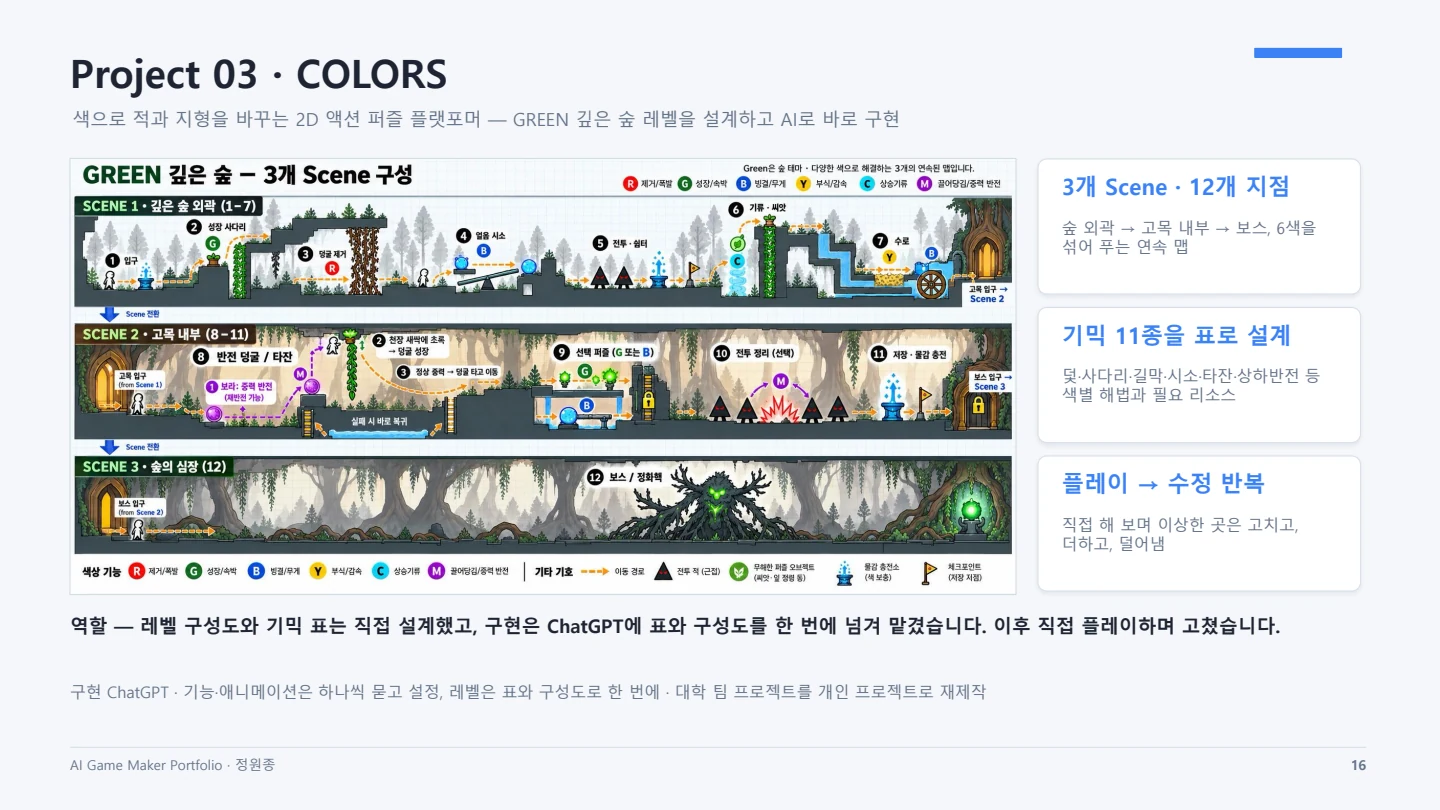 Project 03 · COLORS
색으로 적과 지형을 바꾸는 2D 액션 퍼즐 플랫포머 — GREEN 깊은 숲 레벨을 설계하고 AI로 바로 구현
GREEN 깊은 숲 – 3개 Scene 구성
Green은 숲 테마 · 다양한 색으로 해결하는 3개의 연속된 맵입니다.
R 제거/폭발 G 성장/속박 B 빙결/무게 Y 부식/감속 C 상승기류 M 끌어당김/중력 반전
SCENE 1 · 깊은 숲 외곽 (1–7)
1 입구
2 성장 사다리
G
3 덩굴 제거
R
4 얼음 시소
B
5 전투 · 쉼터
6 기류 · 씨앗
C
7 수로
Y
B
고목 입구 →
Scene 2
Scene 전환
SCENE 2 · 고목 내부 (8–11)
고목 입구
(from Scene 1)
8 반전 덩굴 / 타잔
1 보라: 중력 반전
(재반전 가능)
M
2 천장 새싹에 초록
→ 덩굴 성장
3 정상 중력 → 덩굴 타고 이동
실패 시 바로 복귀
9 선택 퍼즐 (G 또는 B)
G
B
10 전투 정리 (선택)
M
11 저장 · 물감 충전
보스 입구 →
Scene 3
Scene 전환
SCENE 3 · 숲의 심장 (12)
보스 입구
(from Scene 2)
12 보스 / 정화핵
색상 기능 R 제거/폭발 G 성장/속박 B 빙결/무게 Y 부식/감속 C 상승기류 M 끌어당김/중력 반전
기타 기호 이동 경로 전투 적 (근접)
무해한 퍼즐 오브젝트
(씨앗·잎 정령 등)
물감 충전소
(색 보충)
체크포인트
(저장 지점)
3개 Scene · 12개 지점
숲 외곽 → 고목 내부 → 보스, 6색을
섞어 푸는 연속 맵
기믹 11종을 표로 설계
덫·사다리·길막·시소·타잔·상하반전 등
색별 해법과 필요 리소스
플레이 → 수정 반복
직접 해 보며 이상한 곳은 고치고,
더하고, 덜어냄
역할 — 레벨 구성도와 기믹 표는 직접 설계했고, 구현은 ChatGPT에 표와 구성도를 한 번에 넘겨 맡겼습니다. 이후 직접 플레이하며 고쳤습니다.
구현 ChatGPT · 기능·애니메이션은 하나씩 묻고 설정, 레벨은 표와 구성도로 한 번에 · 대학 팀 프로젝트를 개인 프로젝트로 재제작
AI Game Maker Portfolio · 정원종
16